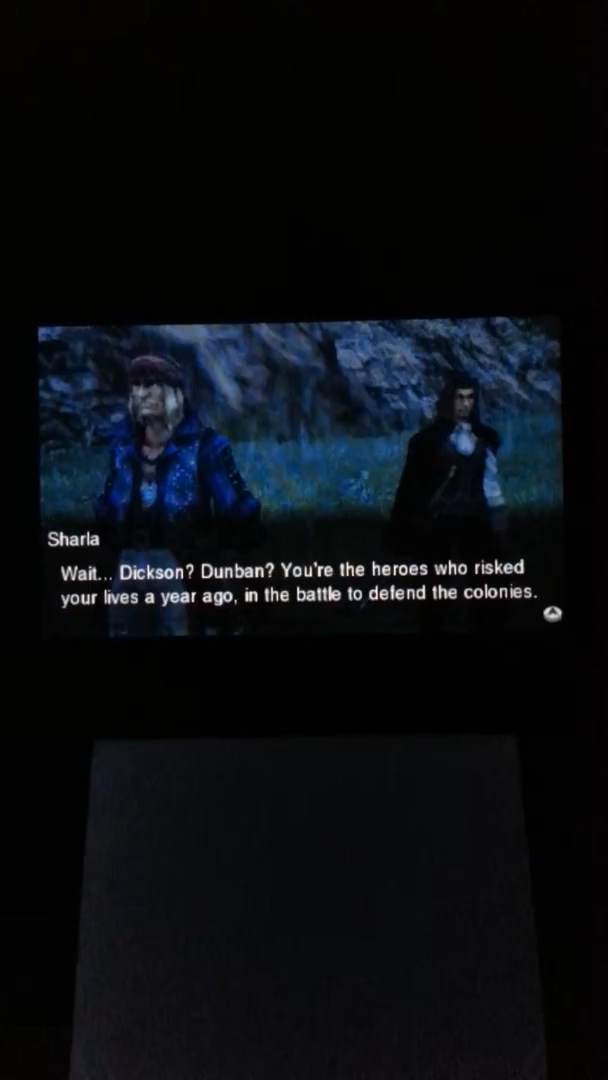 Sharla
Wait... Dickson? Dunban? You're the heroes who risked
your lives a year ago, in the battle to defend the colonies.